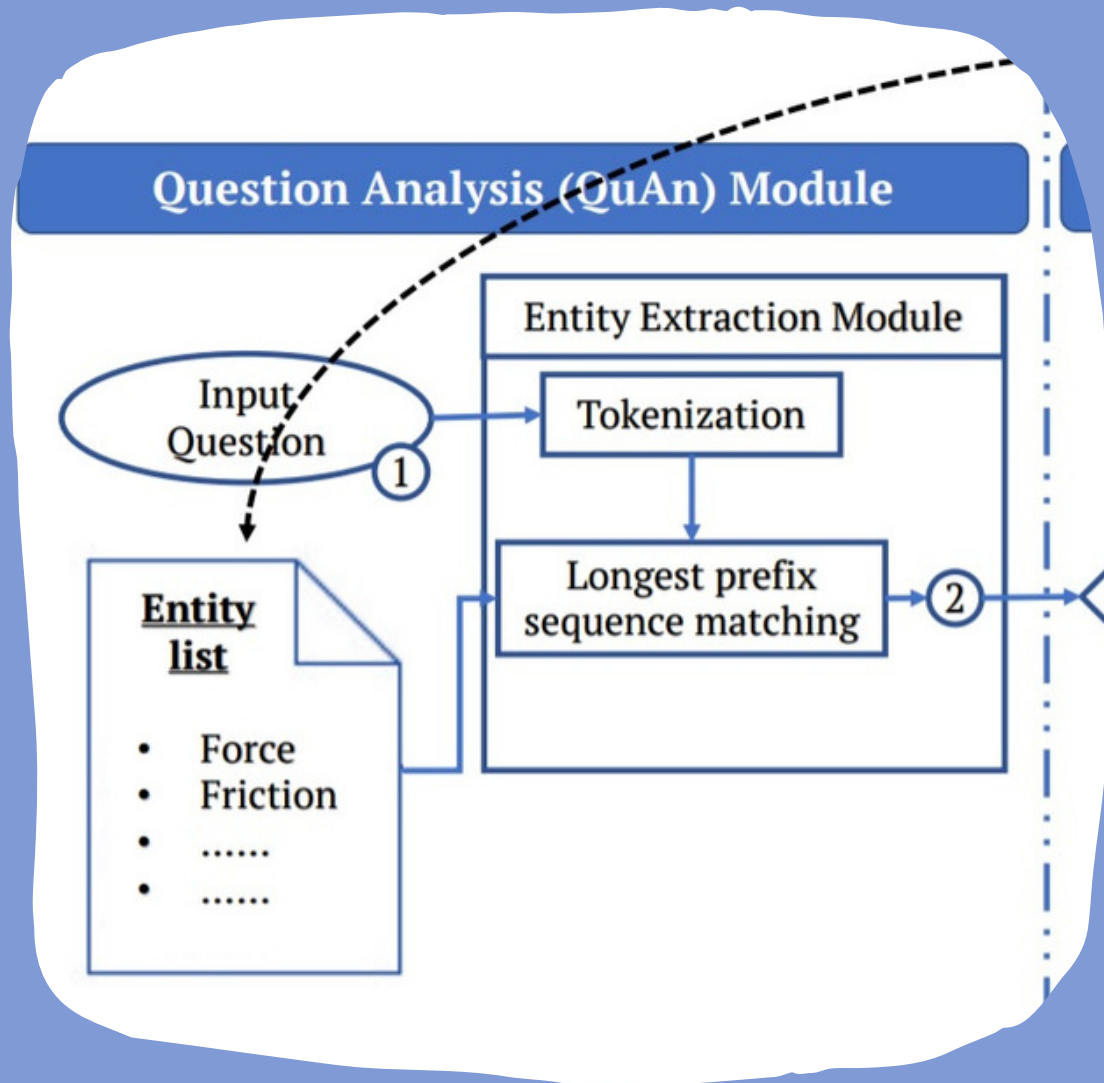 Question Analysis (QuAn) Module
Entity Extraction Module
Input
Question
1
Tokenization
Longest prefix
sequence matching
2
Entity
list
• Force
• Friction
• ......
• ......